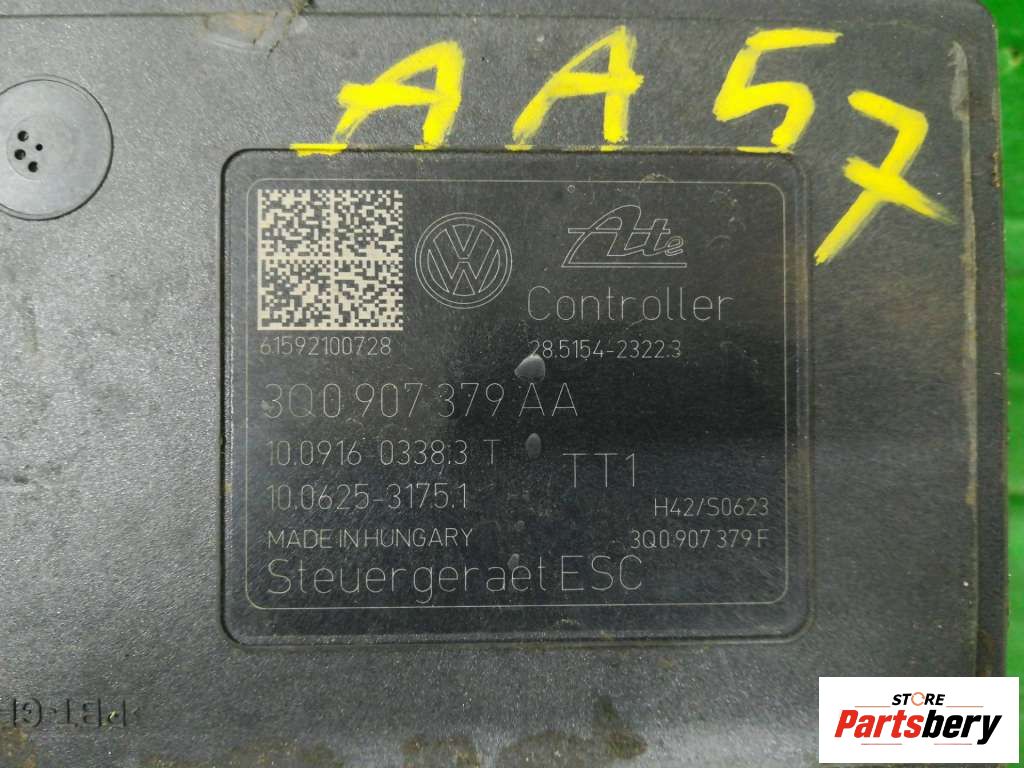 AA57
Ate
Controller
61592100728
28.5154-2322.3
3Q0 907 379 AA
10.0916 0338.3 T
TT1
10.0625-3175.1
H42/S0623
MADE IN HUNGARY
3Q0 907 379 F
Steuergeraet ESC
STORE
Partsbery